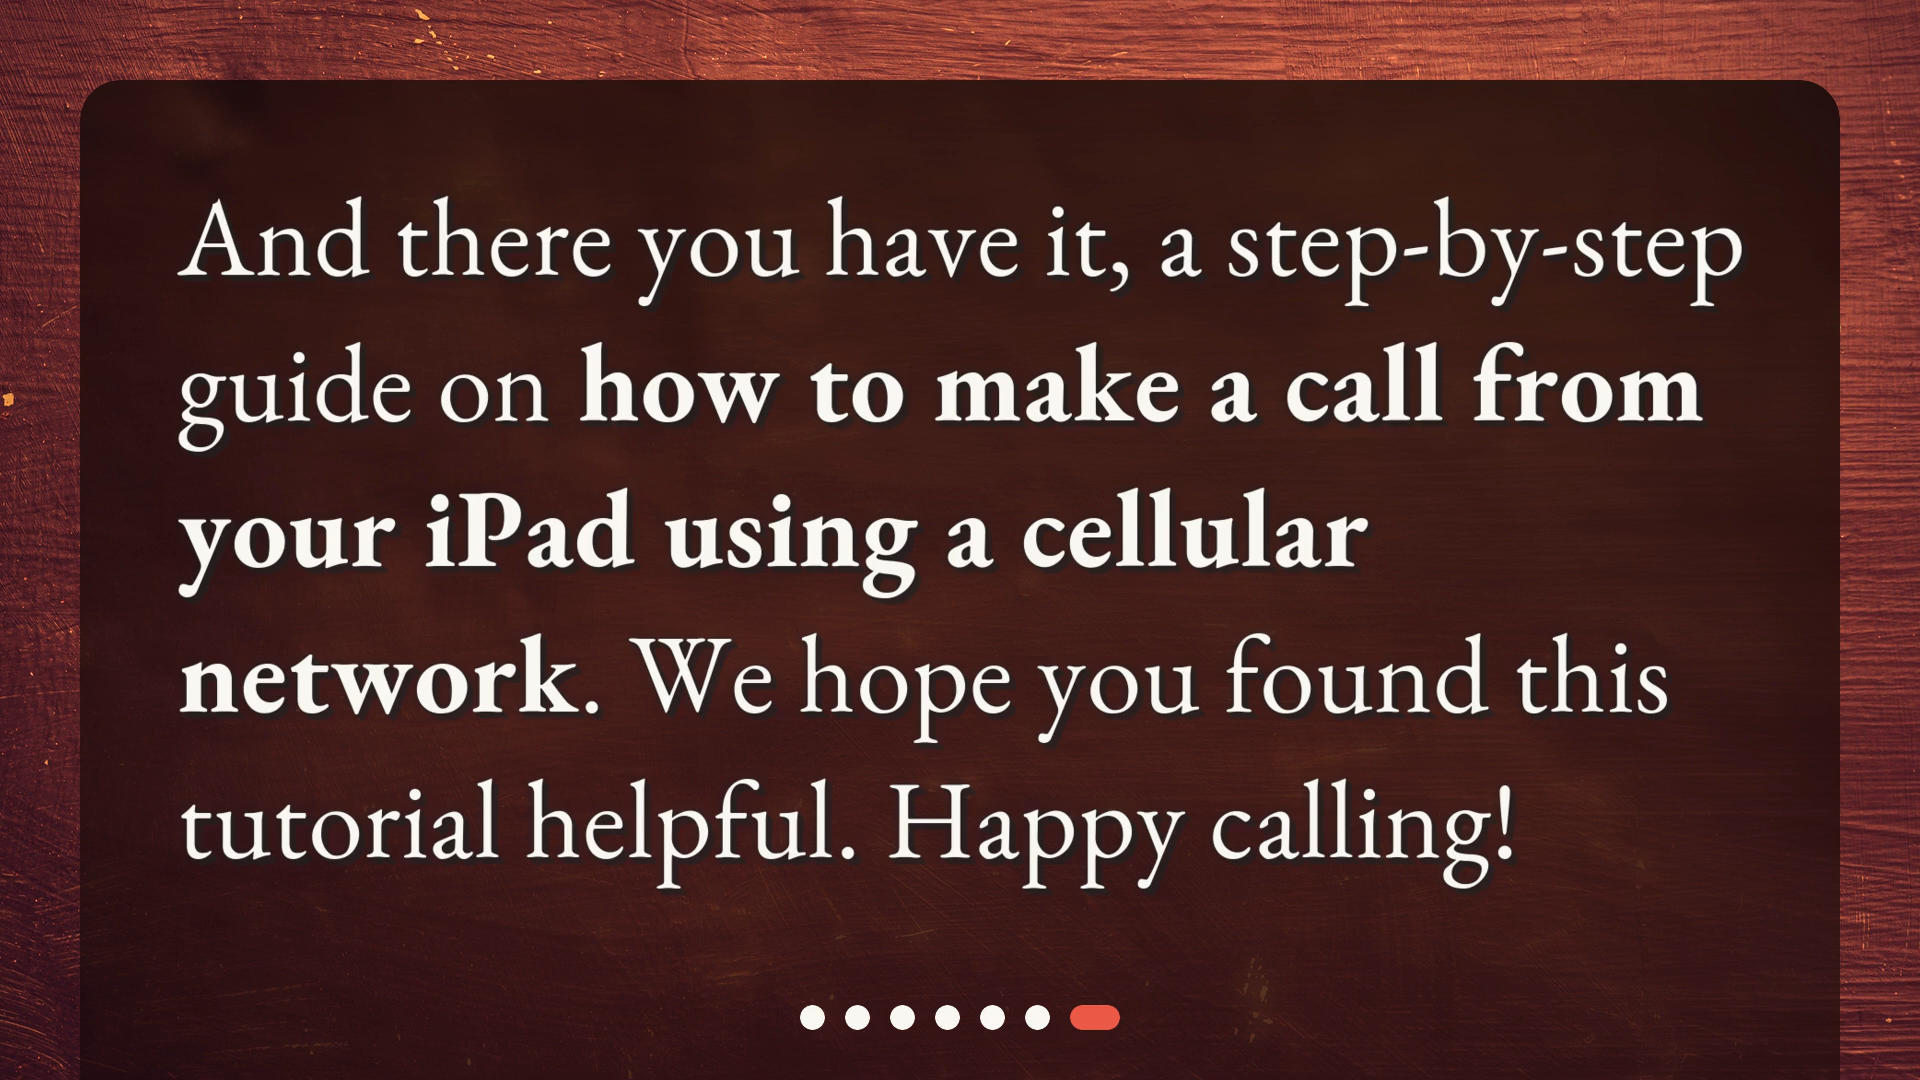 And there you have it, a step-by-step
guide on how to make a call from
your iPad using a cellular
network. We hope you found this
tutorial helpful. Happy calling!